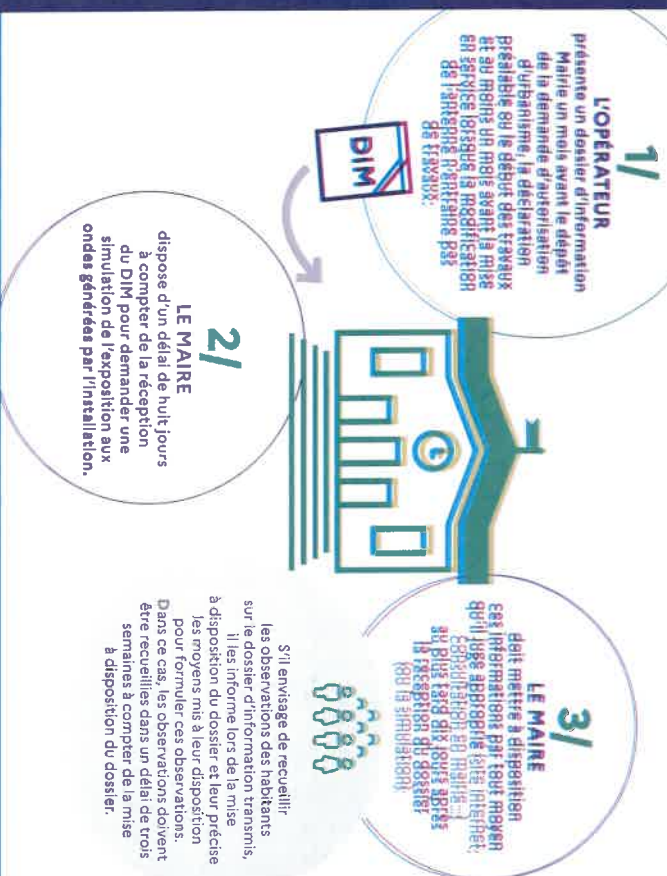 1/
L'OPÉRATEUR
présente un dossier d'information
Mairie un mois avant le dépôt
de la demande d'autorisation
d'urbanisme, la déclaration
préalable ou le début des travaux
et au moins un mois avant la mise
en service lorsque la modification
de l'antenne n'entraîne pas
de travaux.
DIM
2/
LE MAIRE
dispose d'un délai de huit jours
à compter de la réception
du DIM pour demander une
simulation de l'exposition aux
ondes générées par l'installation.
3/
LE MAIRE
doit mettre à disposition
ces informations par tout moyen
qu'il juge approprié (site internet,
consultation en mairie...)
au plus tard dix jours après
la réception du dossier
(ou la simulation).
S'il envisage de recueillir
les observations des habitants
sur le dossier d'information transmis,
il les informe lors de la mise
à disposition du dossier et leur précise
les moyens mis à leur disposition
pour formuler ces observations.
Dans ce cas, les observations doivent
être recueillies dans un délai de trois
semaines à compter de la mise
à disposition du dossier.